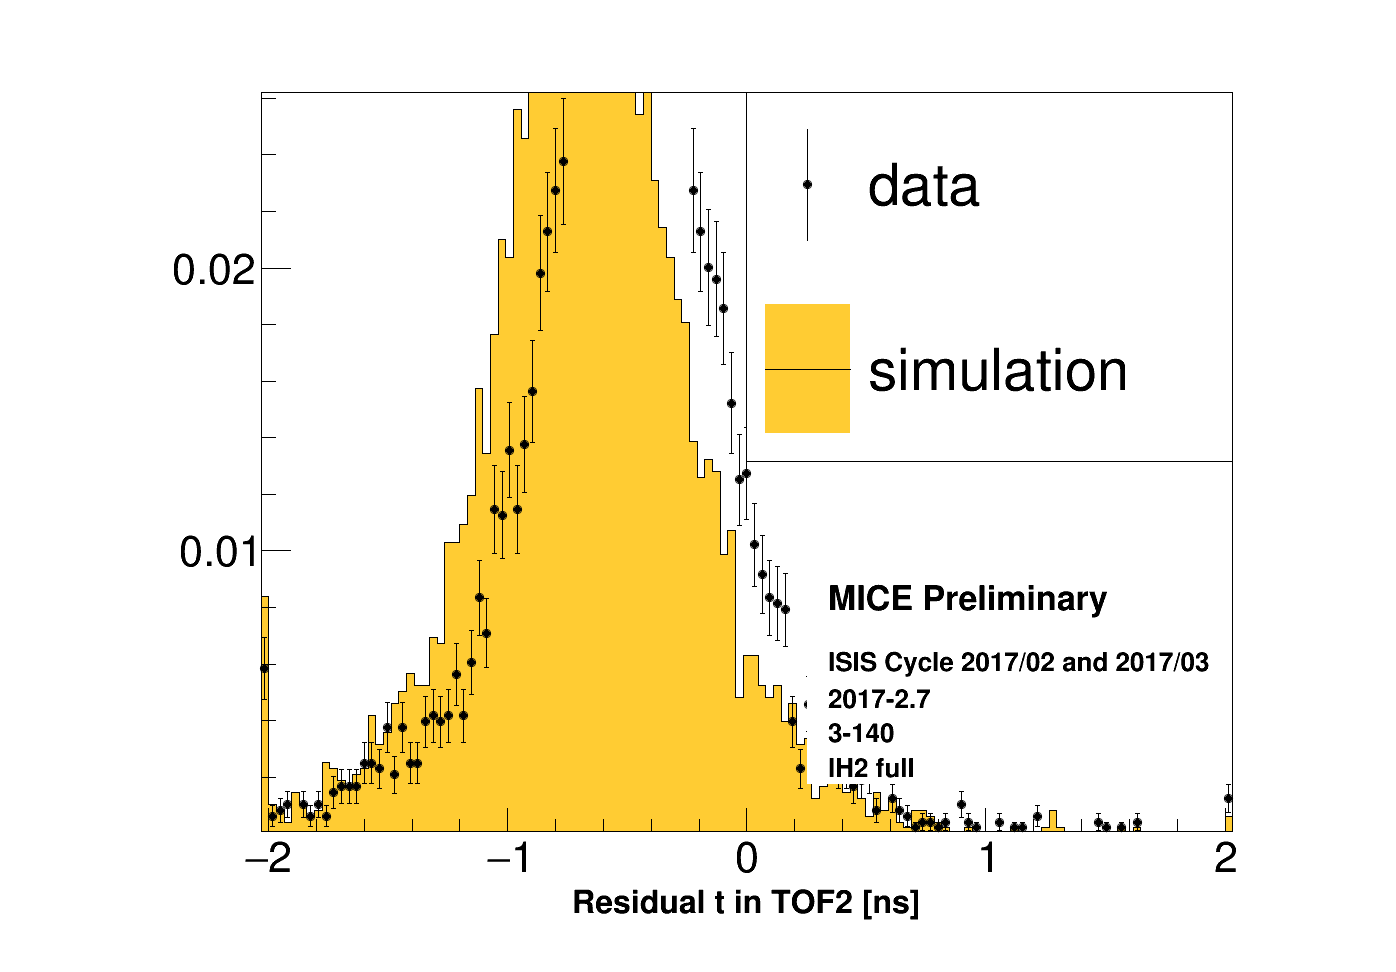 data
0.02
simulation
0.01
MICE Preliminary
ISIS Cycle 2017/02 and 2017/03
2017-2.7
3-140
IH2 full
−2 −1 0 1 2
Residual t in TOF2 [ns]